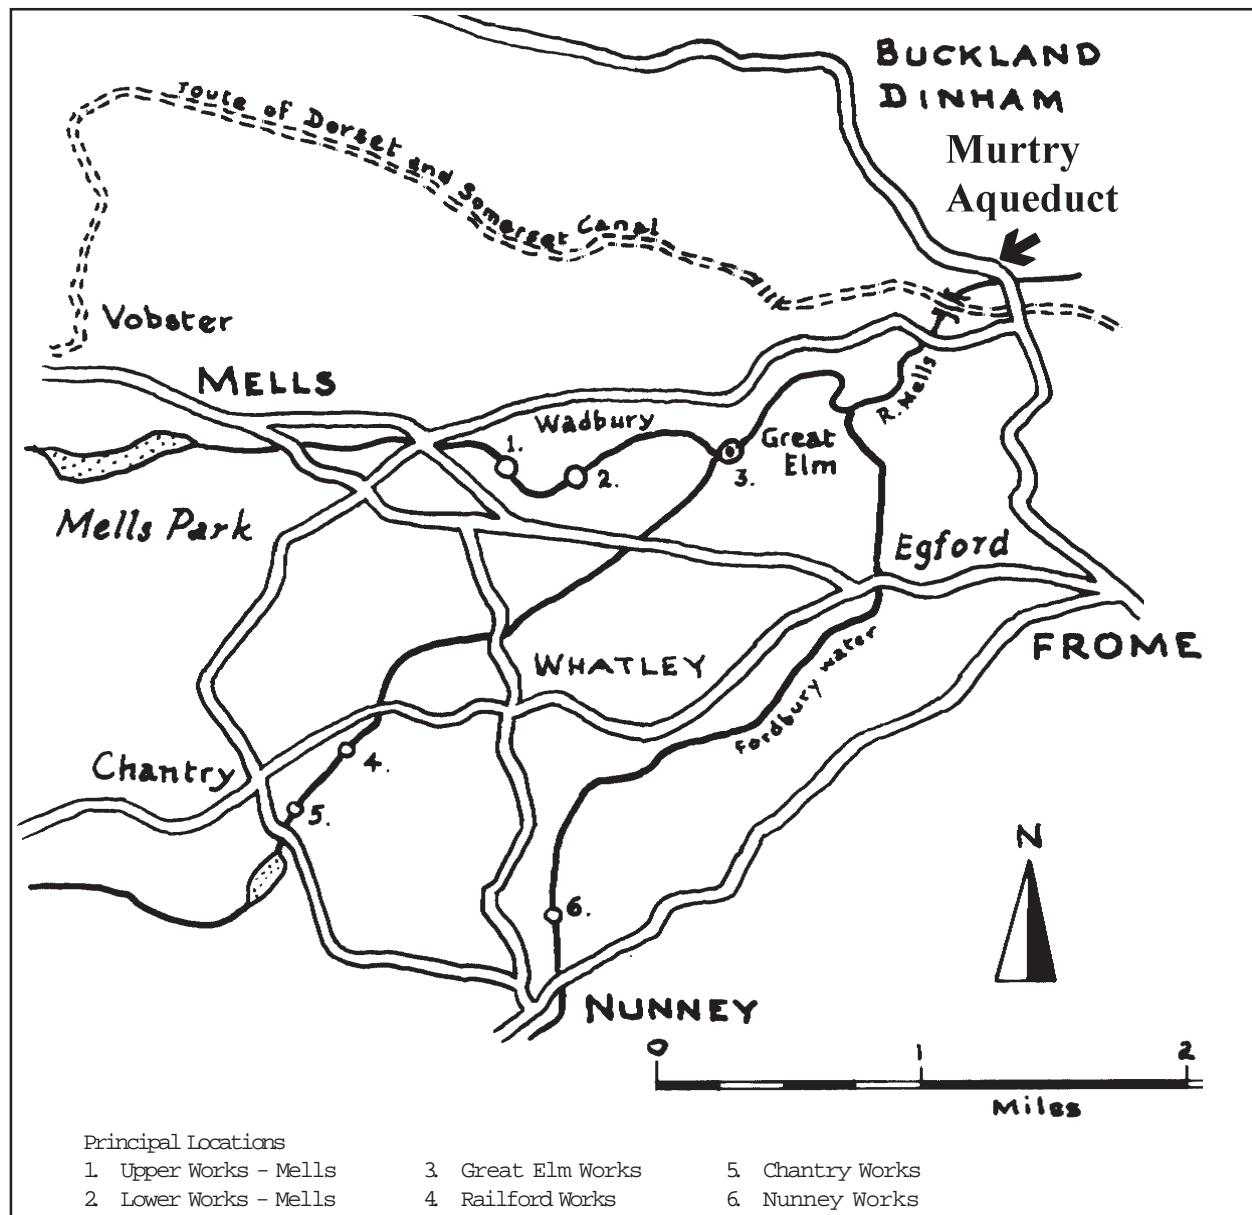 BUCKLAND
DINHAM
Murtry
Aqueduct
route of Dorset and Somerset Canal
Vobster
MELLS
Wadbury
R. Mells
1.
2.
3.
Great
Elm
Mells Park
Egford
FROME
WHATLEY
Fordbury water
Chantry
4.
5.
6.
N
NUNNEY
0 1 2
Miles
Principal Locations
1. Upper Works - Mells 3. Great Elm Works 5. Chantry Works
2. Lower Works - Mells 4. Railford Works 6. Nunney Works